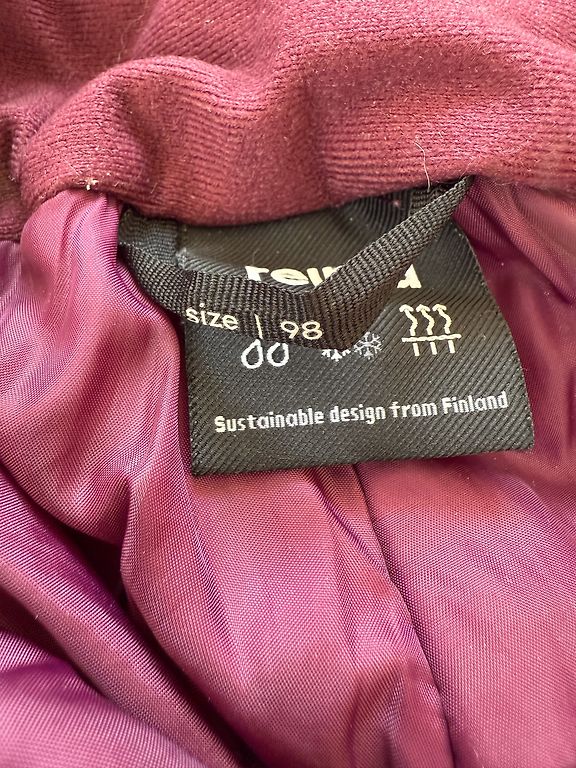 size | 98
Sustainable design from Finland